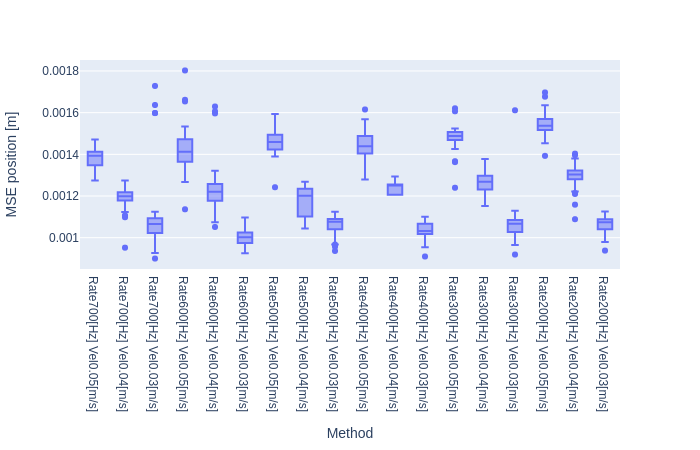 0.0018
0.0016
0.0014
0.0012
0.001
MSE position [m]
Rate700[Hz] Vel0.05[m/s]
Rate700[Hz] Vel0.04[m/s]
Rate700[Hz] Vel0.03[m/s]
Rate600[Hz] Vel0.05[m/s]
Rate600[Hz] Vel0.04[m/s]
Rate600[Hz] Vel0.03[m/s]
Rate500[Hz] Vel0.05[m/s]
Rate500[Hz] Vel0.04[m/s]
Rate500[Hz] Vel0.03[m/s]
Rate400[Hz] Vel0.05[m/s]
Rate400[Hz] Vel0.04[m/s]
Rate400[Hz] Vel0.03[m/s]
Rate300[Hz] Vel0.05[m/s]
Rate300[Hz] Vel0.04[m/s]
Rate300[Hz] Vel0.03[m/s]
Rate200[Hz] Vel0.05[m/s]
Rate200[Hz] Vel0.04[m/s]
Rate200[Hz] Vel0.03[m/s]
Method